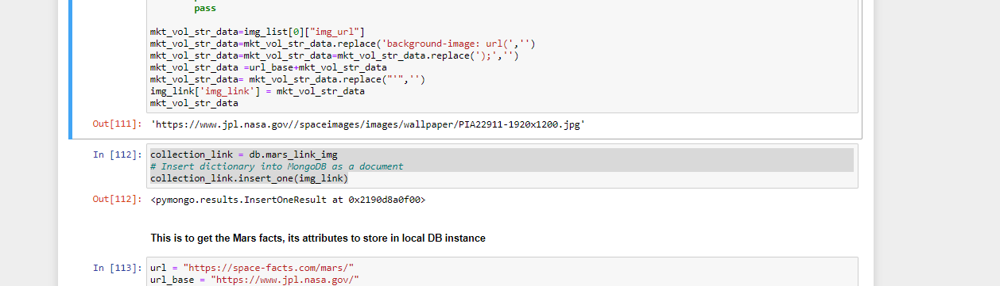 pass
mkt_vol_str_data=img_list[0]["img_url"]
mkt_vol_str_data=mkt_vol_str_data.replace('background-image: url(','')
mkt_vol_str_data=mkt_vol_str_data=mkt_vol_str_data.replace(');','')
mkt_vol_str_data =url_base+mkt_vol_str_data
mkt_vol_str_data= mkt_vol_str_data.replace("'",'')
img_link['img_link'] = mkt_vol_str_data
mkt_vol_str_data
Out[111]: 'https://www.jpl.nasa.gov//spaceimages/images/wallpaper/PIA22911-1920x1200.jpg'
In [112]: collection_link = db.mars_link_img
# Insert dictionary into MongoDB as a document
collection_link.insert_one(img_link)
Out[112]: <pymongo.results.InsertOneResult at 0x2190d8a0f00>
This is to get the Mars facts, its attributes to store in local DB instance
In [113]: url = "https://space-facts.com/mars/"
url_base = "https://www.jpl.nasa.gov/"